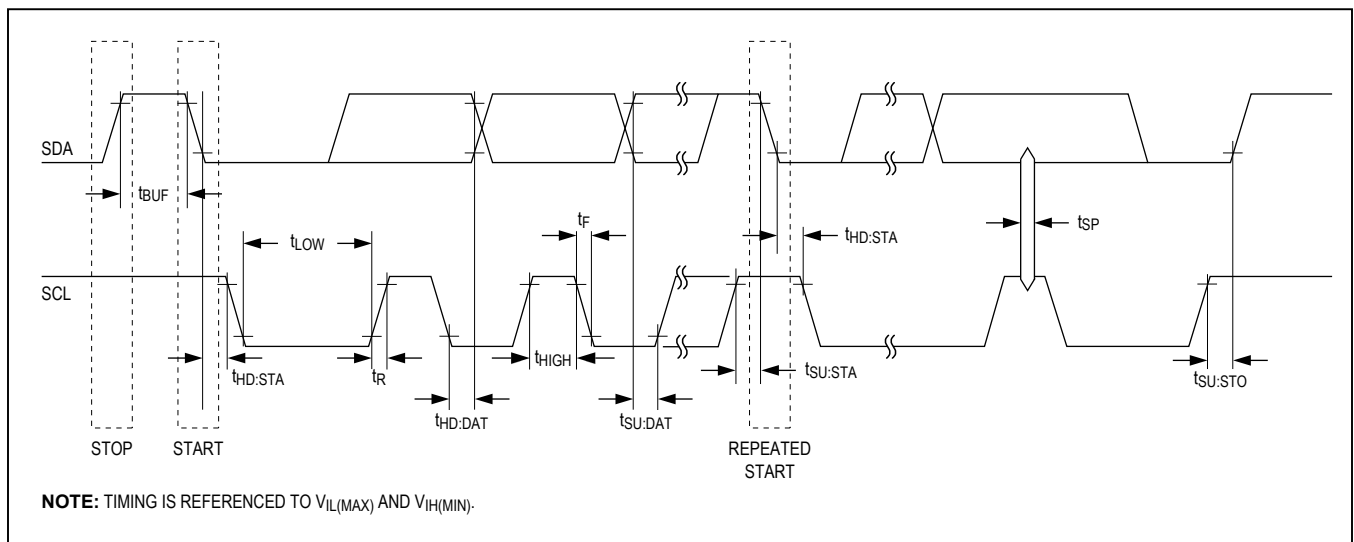 SDA
tBUF
tF
tLOW
tHD:STA
tSP
SCL
tHD:STA
tR
tHIGH
tSU:STA
tSU:STO
tHD:DAT
tSU:DAT
STOP
START
REPEATED
START
NOTE: TIMING IS REFERENCED TO VIL(MAX) AND VIH(MIN).